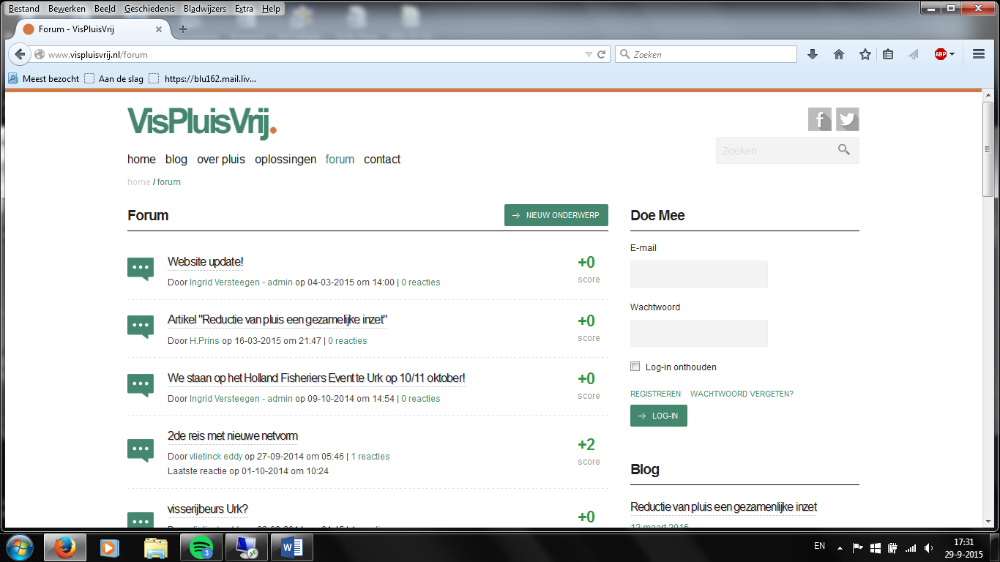 Bestand Bewerken Beeld Geschiedenis Bladwijzers Extra Help
Forum - VisPluisVrij
www.vispluisvrij.nl/forum
Zoeken
ABP
Meest bezocht Aan de slag https://blu162.mail.liv...
VisPluisVrij.
Zoeken
home blog over pluis oplossingen forum contact
home / forum
Forum
NIEUW ONDERWERP
Website update!
Door Ingrid Versteegen - admin op 04-03-2015 om 14:00 | 0 reacties
+0
score
Artikel "Reductie van pluis een gezamelijke inzet"
Door H.Prins op 16-03-2015 om 21:47 | 0 reacties
+0
score
We staan op het Holland Fisheriers Event te Urk op 10/11 oktober!
Door Ingrid Versteegen - admin op 09-10-2014 om 14:54 | 0 reacties
+0
score
2de reis met nieuwe netvorm
Door vlietinck eddy op 27-09-2014 om 05:46 | 1 reacties
Laatste reactie op 01-10-2014 om 10:24
+2
score
visserijbeurs Urk?
+0
Doe Mee
E-mail
Wachtwoord
Log-in onthouden
REGISTREREN WACHTWOORD VERGETEN?
LOG-IN
Blog
Reductie van pluis een gezamenlijke inzet
12 maart 2015
3
EN
17:31
29-9-2015